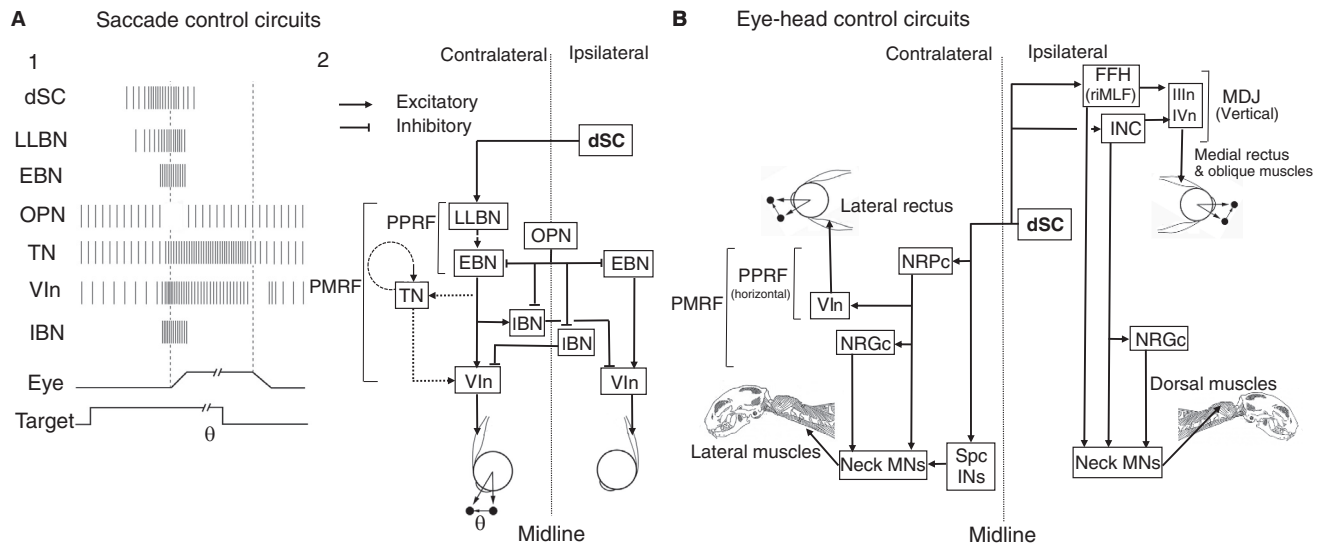 A
Saccade control circuits
1
dSC
LLBN
EBN
OPN
TN
VIn
IBN
Eye
Target
θ
2
Contralateral
Ipsilateral
Excitatory
Inhibitory
dSC
LLBN
PPRF
OPN
EBN
EBN
PMRF
TN
IBN
IBN
VIn
VIn
θ
Midline
B
Eye-head control circuits
Contralateral
Ipsilateral
FFH
(riMLF)
IIIn
IVn
MDJ
(Vertical)
INC
Medial rectus
& oblique muscles
Lateral rectus
dSC
NRPc
PPRF
(horizontal)
PMRF
VIn
NRGc
NRGc
Dorsal muscles
Lateral muscles
Neck MNs
Spc
INs
Neck MNs
Midline